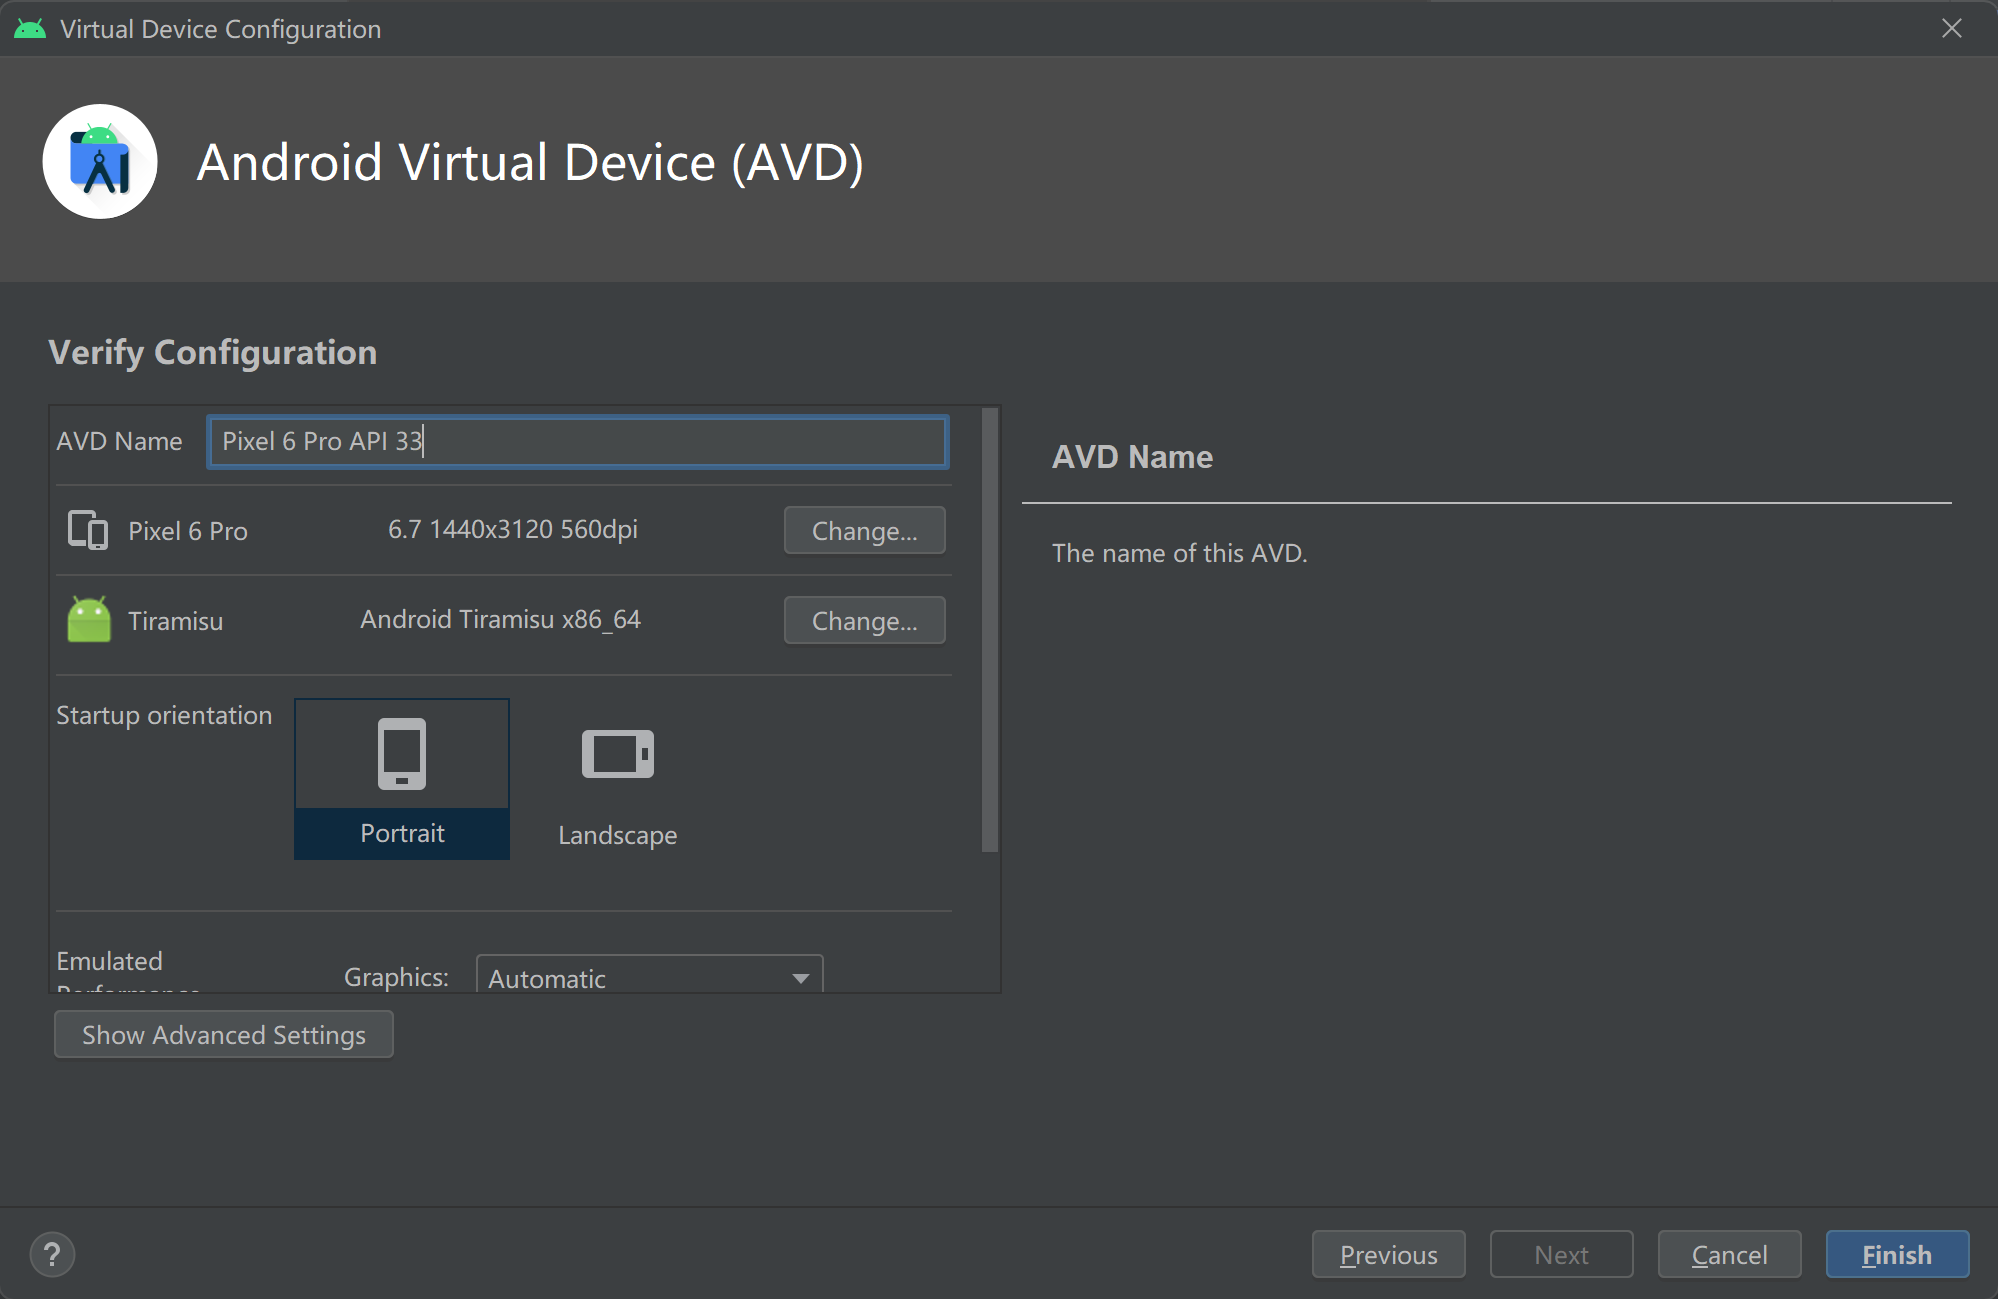 Virtual Device Configuration
Android Virtual Device (AVD)
Verify Configuration
AVD Name
Pixel 6 Pro API 33
Pixel 6 Pro
6.7 1440x3120 560dpi
Change...
Tiramisu
Android Tiramisu x86_64
Change...
Startup orientation
Portrait
Landscape
Emulated
Graphics:
Automatic
Show Advanced Settings
AVD Name
The name of this AVD.
?
Previous
Next
Cancel
Finish